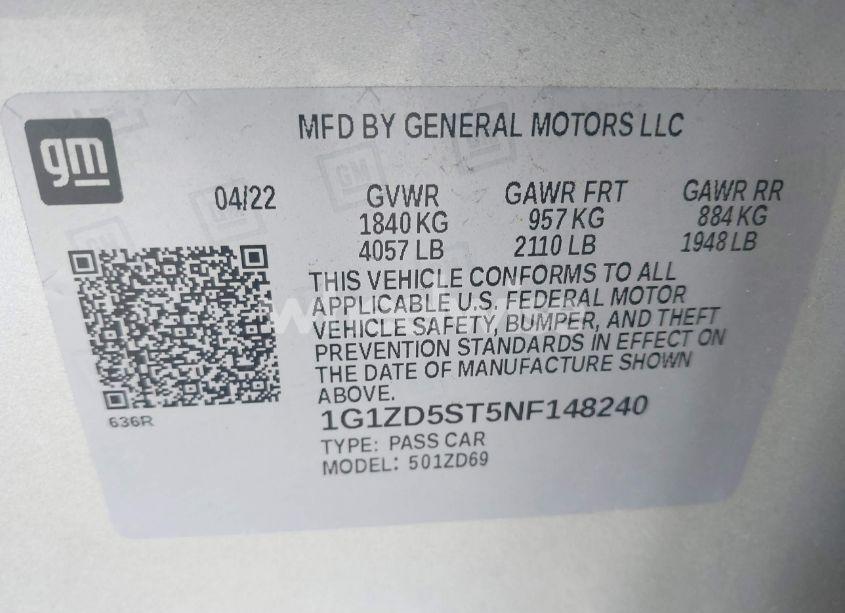 gm
MFD BY GENERAL MOTORS LLC
04/22
GVWR GAWR FRT GAWR RR
1840 KG 957 KG 884 KG
4057 LB 2110 LB 1948 LB
THIS VEHICLE CONFORMS TO ALL
APPLICABLE U.S. FEDERAL MOTOR
VEHICLE SAFETY, BUMPER, AND THEFT
PREVENTION STANDARDS IN EFFECT ON
THE DATE OF MANUFACTURE SHOWN
ABOVE.
636R
1G1ZD5ST5NF148240
TYPE: PASS CAR
MODEL: 501ZD69